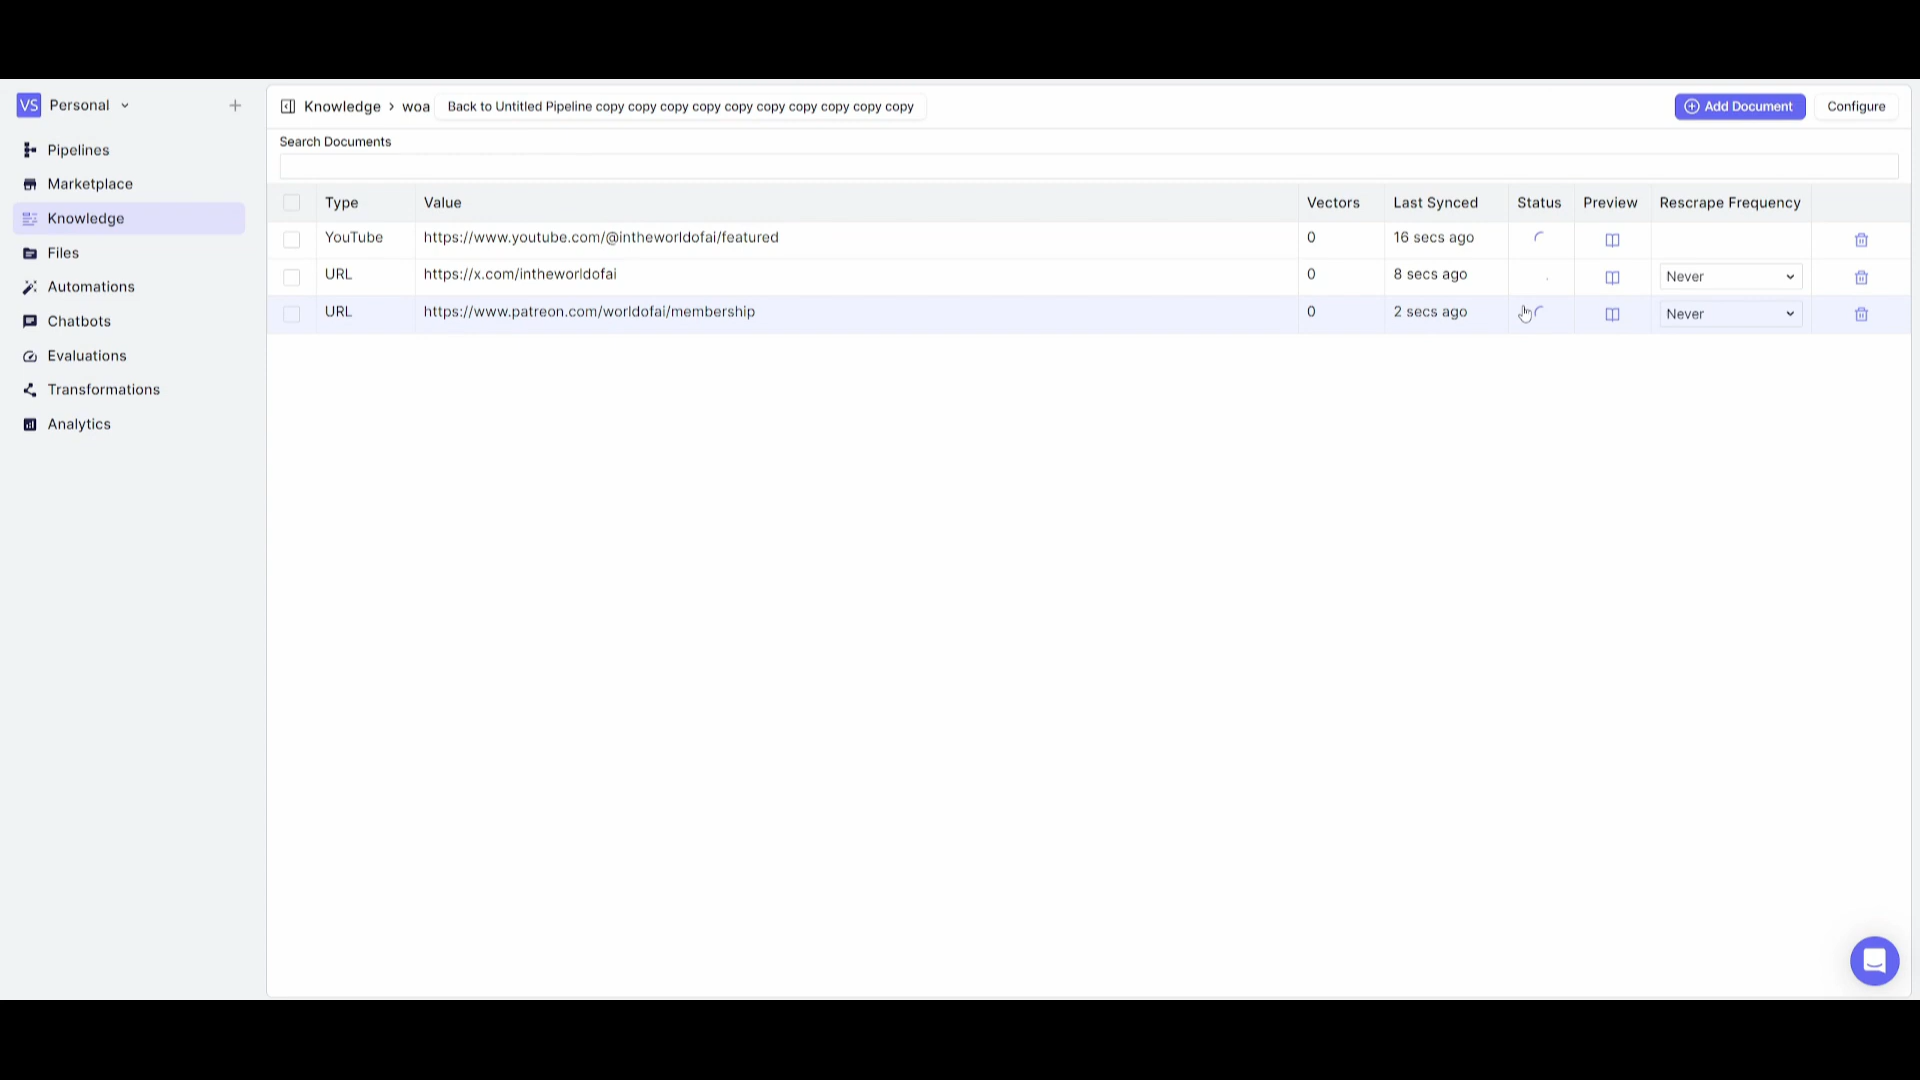 VS Personal
Knowledge > woa Back to Untitled Pipeline copy copy copy copy copy copy copy copy copy copy
Add Document Configure
Pipelines
Marketplace
Knowledge
Files
Automations
Chatbots
Evaluations
Transformations
Analytics
Search Documents
Type Value Vectors Last Synced Status Preview Rescrape Frequency
YouTube https://www.youtube.com/@intheworldofai/featured 0 16 secs ago
URL https://x.com/intheworldofai 0 8 secs ago Never
URL https://www.patreon.com/worldofai/membership 0 2 secs ago Never